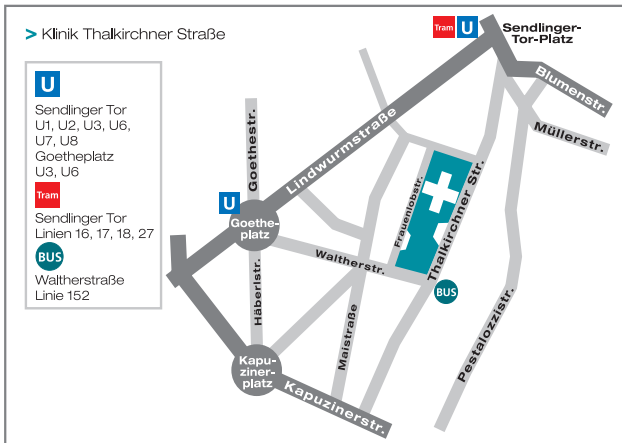 > Klinik Thalkirchner Straße
U
Sendlinger Tor
U1, U2, U3, U6,
U7, U8
Goetheplatz
U3, U6
Tram
Sendlinger Tor
Linien 16, 17, 18, 27
BUS
Waltherstraße
Linie 152
Tram
U
Sendlinger-
Tor-Platz
Blumenstr.
Müllerstr.
Goethestr.
Lindwurmstraße
U
Goethe-
platz
Frauenlobstr.
Thalkirchner Str.
Waltherstr.
BUS
Häberlstr.
Maistraße
Pestalozzistr.
Kapu-
ziner-
platz
Kapuzinerstr.